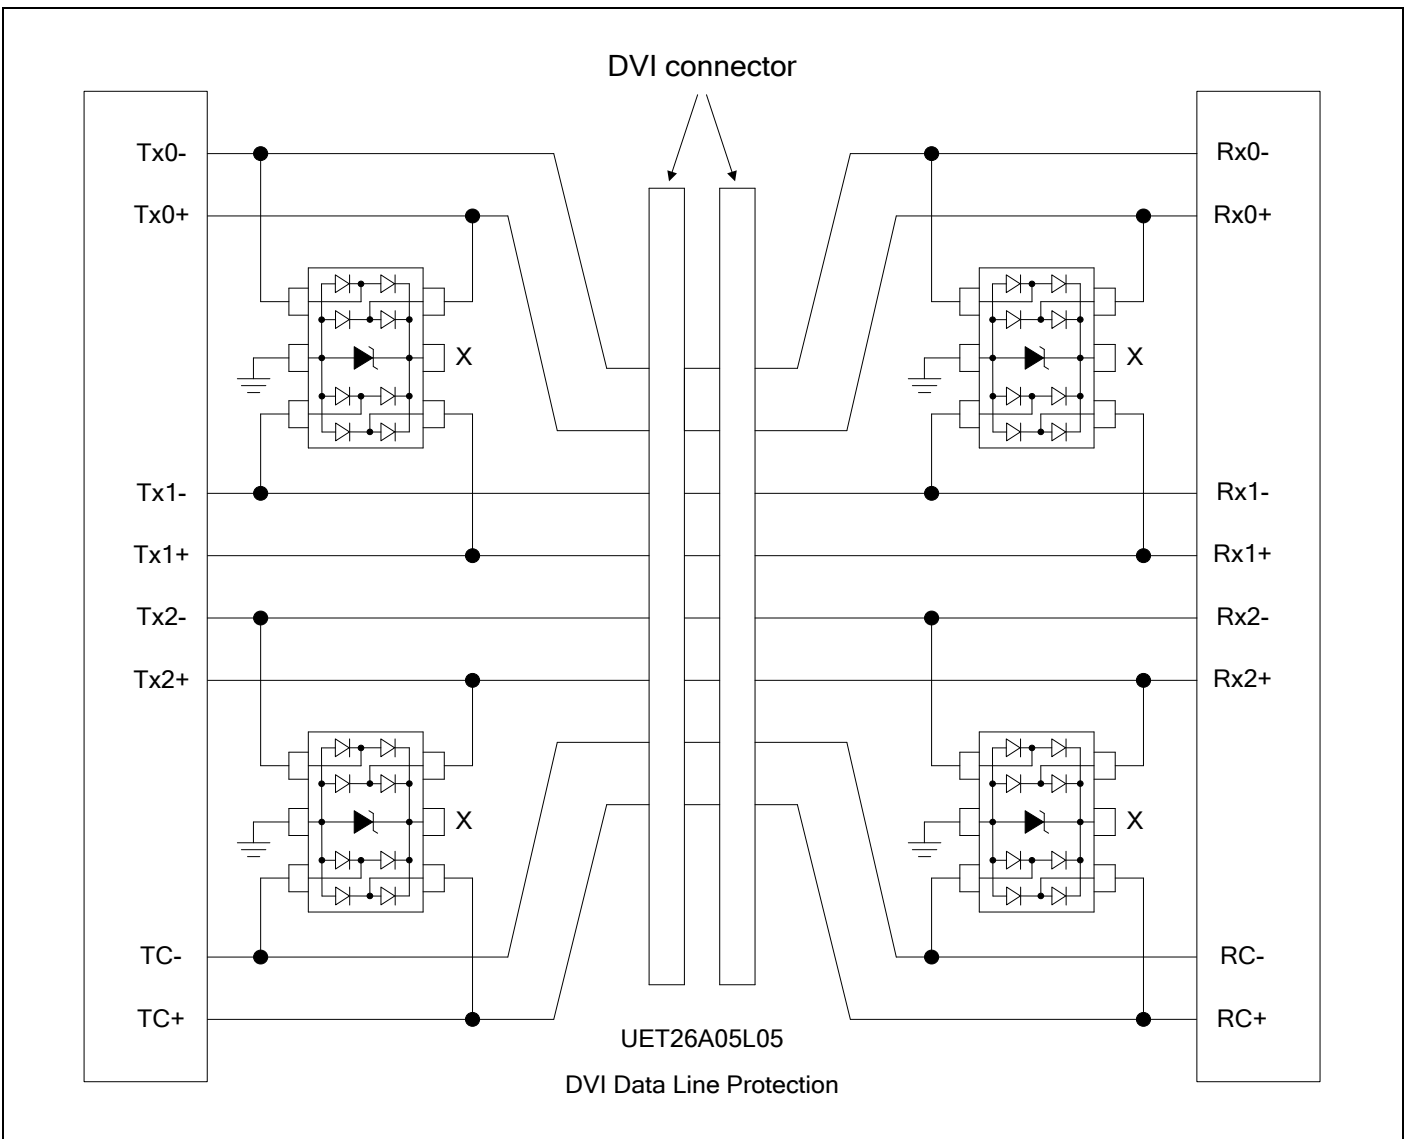 DVI connector
Tx0- Rx0-
Tx0+ Rx0+
X X
Tx1- Rx1-
Tx1+ Rx1+
Tx2- Rx2-
Tx2+ Rx2+
X X
TC- RC-
TC+ RC+
UET26A05L05
DVI Data Line Protection